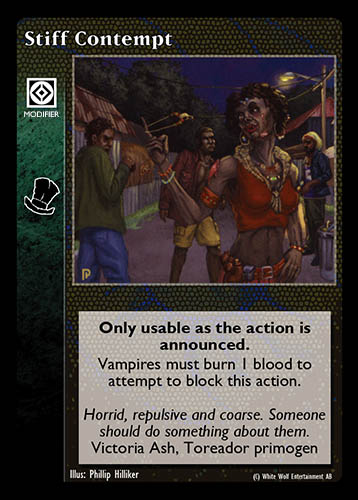 Stiff Contempt
MODIFIER
Only usable as the action is
announced.
Vampires must burn 1 blood to
attempt to block this action.
Horrid, repulsive and coarse. Someone
should do something about them.
Victoria Ash, Toreador primogen
Illus: Phillip Hilliker
(C) White Wolf Entertainment AB